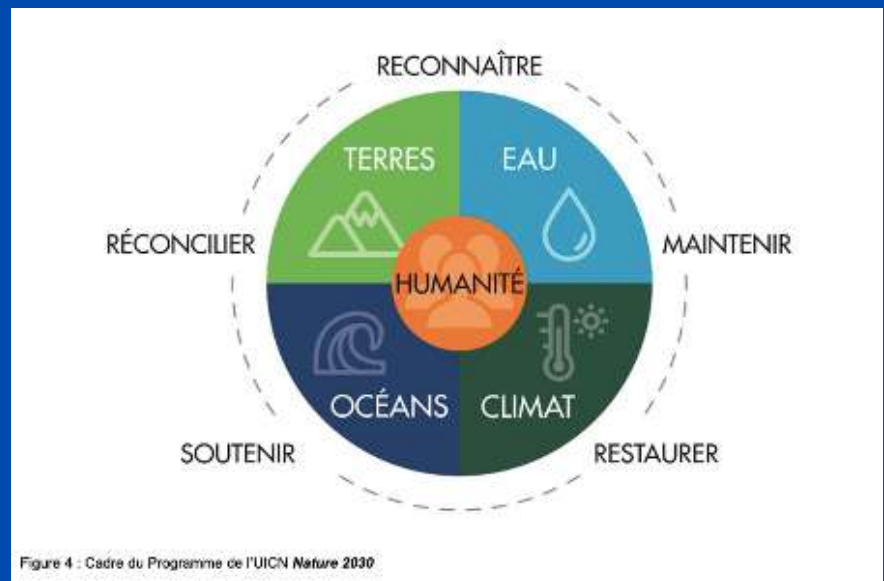 RECONNAÎTRE
TERRES
EAU
RÉCONCILIER
MAINTENIR
HUMANITÉ
OCÉANS
CLIMAT
SOUTENIR
RESTAURER
Figure 4 : Cadre du Programme de l'UICN Nature 2030